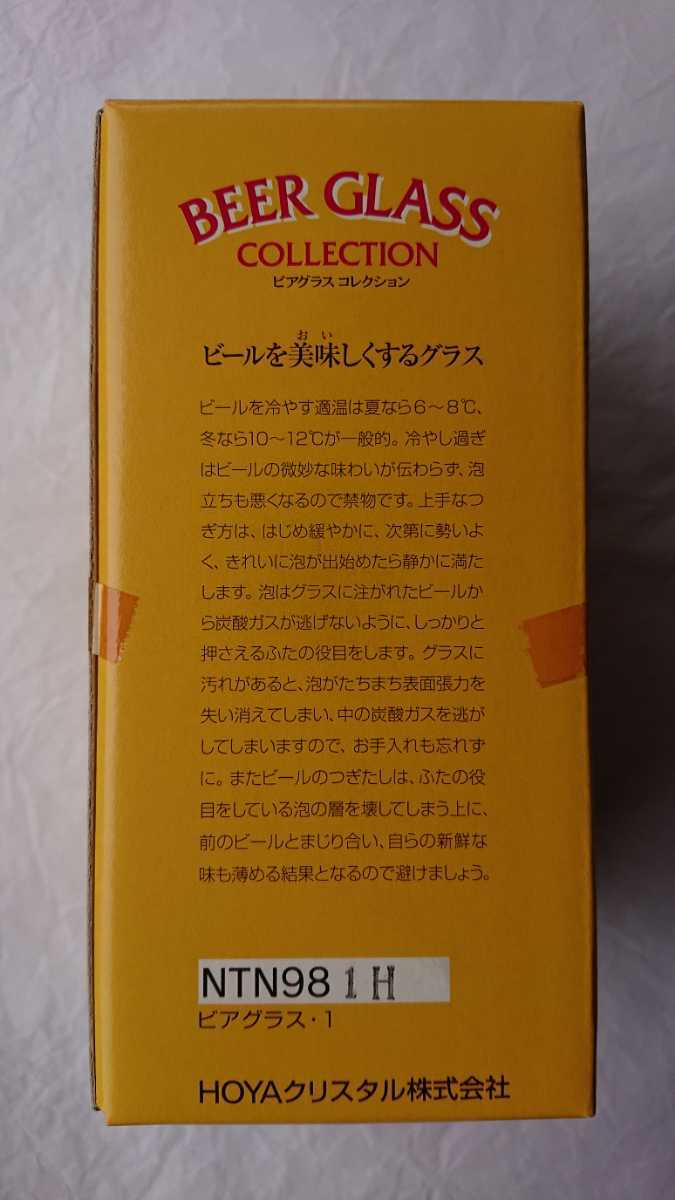 BEER GLASS
COLLECTION
ビアグラス コレクション
おい
ビールを美味しくするグラス
ビールを冷やす適温は夏なら6〜8℃、
冬なら10〜12℃が一般的。冷やし過ぎ
はビールの微妙な味わいが伝わらず、泡
立ちも悪くなるので禁物です。上手なつ
ぎ方は、はじめ緩やかに、次第に勢いよ
く、きれいに泡が出始めたら静かに満た
します。泡はグラスに注がれたビールか
ら炭酸ガスが逃げないように、しっかりと
押さえるふたの役目をします。グラスに
汚れがあると、泡がたちまち表面張力を
失い消えてしまい、中の炭酸ガスを逃が
してしまいますので、お手入れも忘れず
に。またビールのつぎたしは、ふたの役
目をしている泡の層を壊してしまう上に、
前のビールとまじり合い、自らの新鮮な
味も薄める結果となるので避けましょう。
NTN98 1H
ビアグラス・1
HOYAクリスタル株式会社